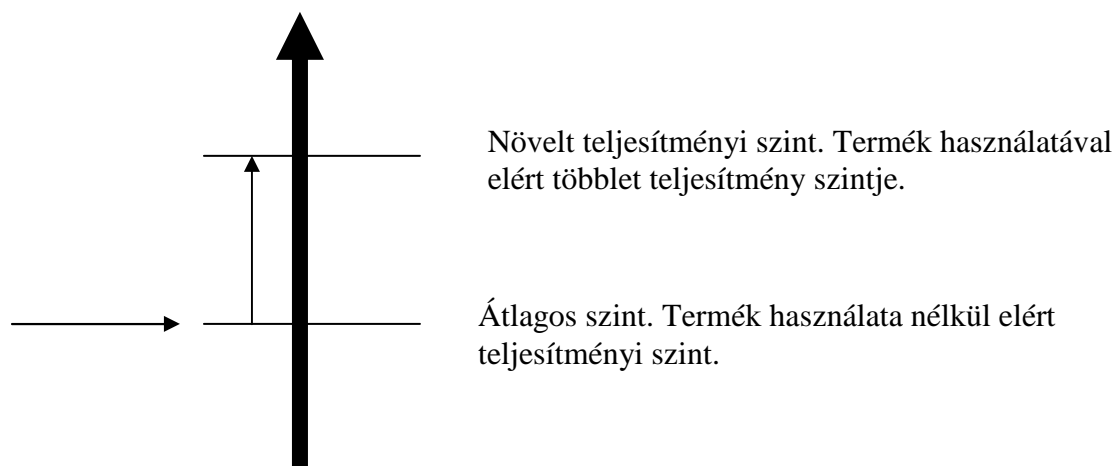 Növelt teljesítményi szint. Termék használatával
elért többlet teljesítmény szintje.
Átlagos szint. Termék használata nélkül elért
teljesítményi szint.